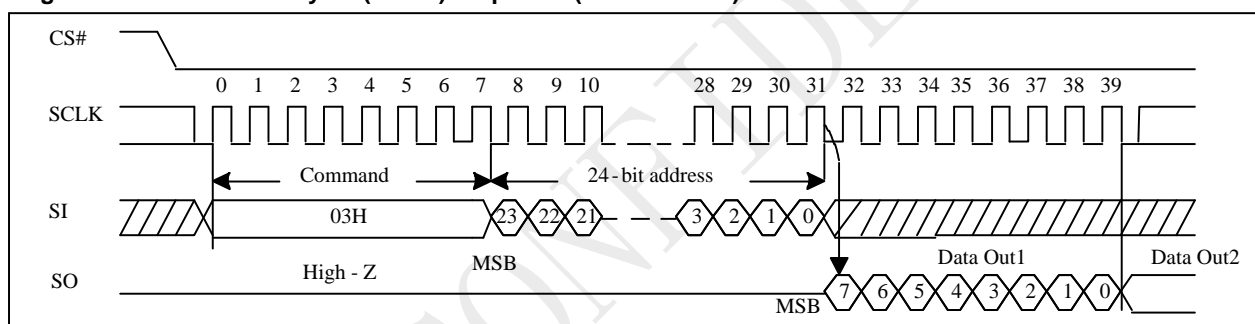 CS#
0 1 2 3 4 5 6 7 8 9 10 28 29 30 31 32 33 34 35 36 37 38 39
SCLK
Command 24-bit address
SI 03H 23 22 21 3 2 1 0
MSB Data Out1 Data Out2
High - Z
SO
MSB 7 6 5 4 3 2 1 0